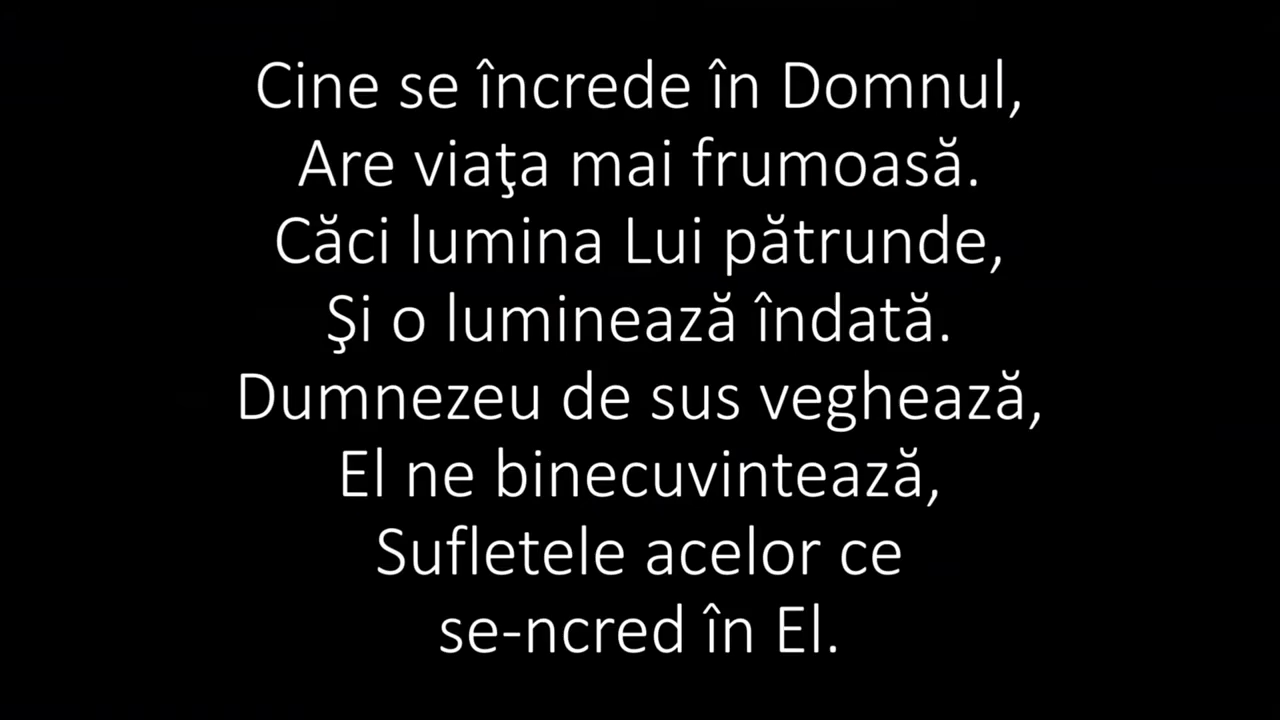 Cine se încrede în Domnul,
Are viaţa mai frumoasă.
Căci lumina Lui pătrunde,
Şi o luminează îndată.
Dumnezeu de sus veghează,
El ne binecuvintează,
Sufletele acelor ce
se-ncred în El.